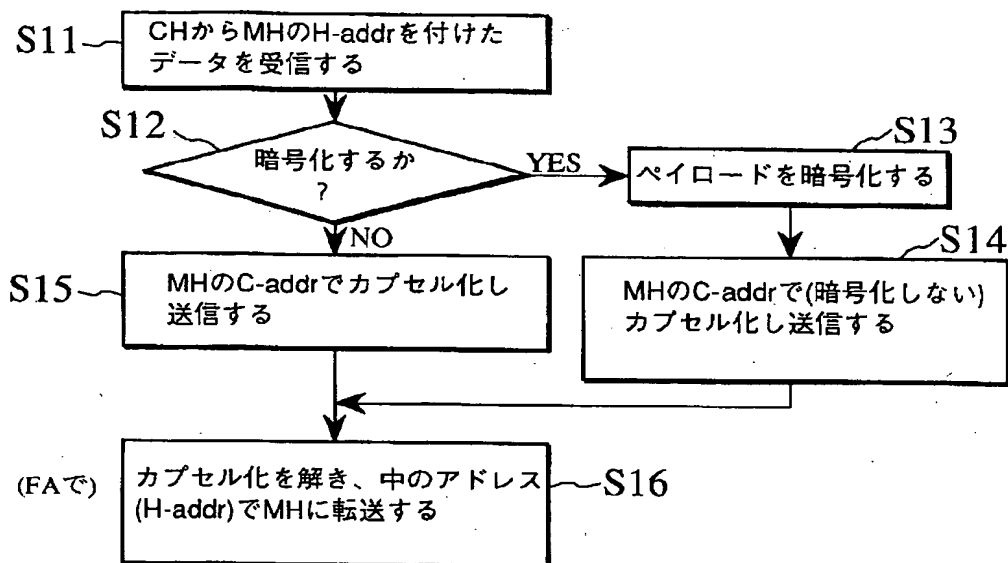 S11
CHからMHのH-addrを付けた
データを受信する
S12
暗号化するか
?
YES
S13
ペイロードを暗号化する
NO
S14
MHのC-addrで(暗号化しない)
カプセル化し送信する
S15
MHのC-addrでカプセル化し
送信する
(FAで)
カプセル化を解き、中のアドレス
(H-addr)でMHに転送する
S16